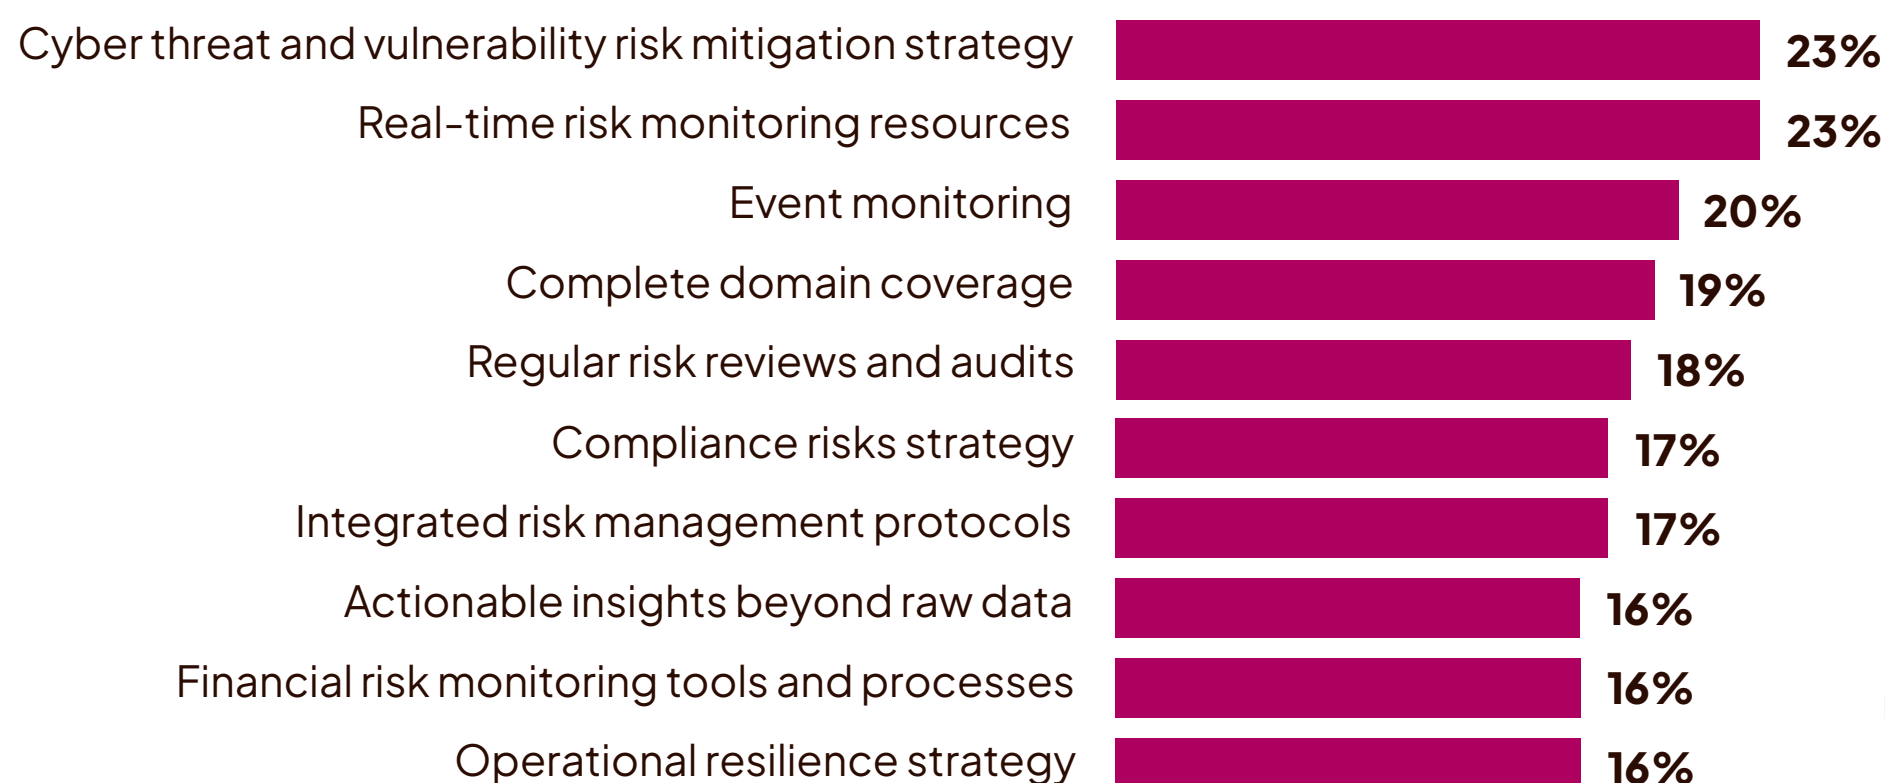 Cyber threat and vulnerability risk mitigation strategy 23%
Real-time risk monitoring resources 23%
Event monitoring 20%
Complete domain coverage 19%
Regular risk reviews and audits 18%
Compliance risks strategy 17%
Integrated risk management protocols 17%
Actionable insights beyond raw data 16%
Financial risk monitoring tools and processes 16%
Operational resilience strategy 16%